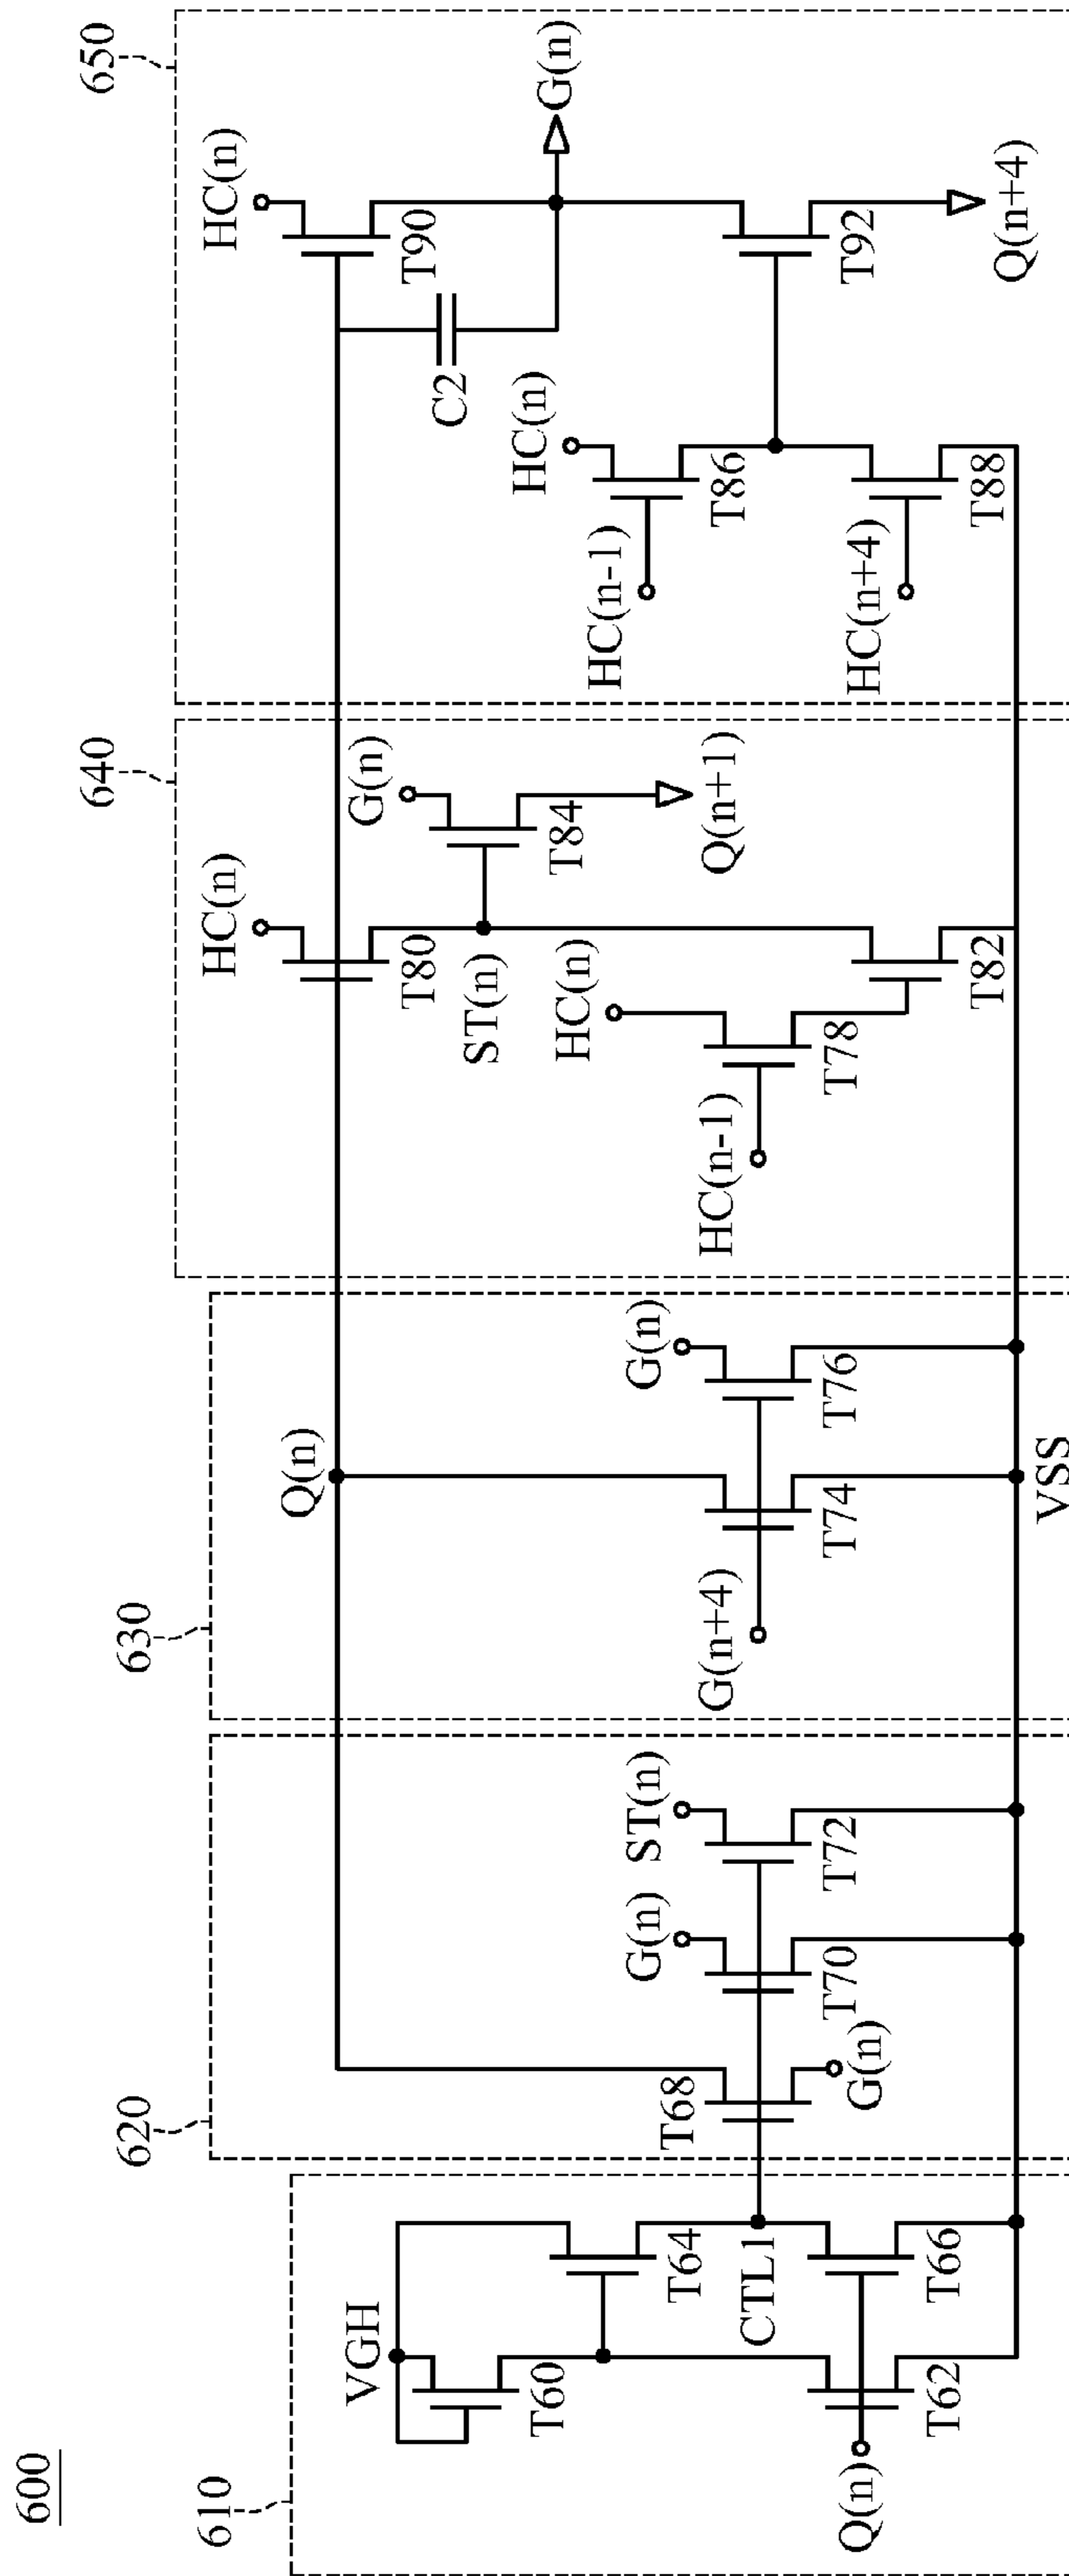 600
610
VGH
T60
T64
CTL1
Q(n)
T62
T66
620
T68
G(n)
G(n)
T70
ST(n)
T72
630
Q(n)
G(n+4)
T74
G(n)
T76
VSS
640
HC(n)
T80
ST(n)
G(n)
T84
Q(n+1)
HC(n)
HC(n-1)
T78
T82
650
HC(n)
T90
C2
G(n)
HC(n)
HC(n-1)
T86
HC(n+4)
T88
T92
Q(n+4)